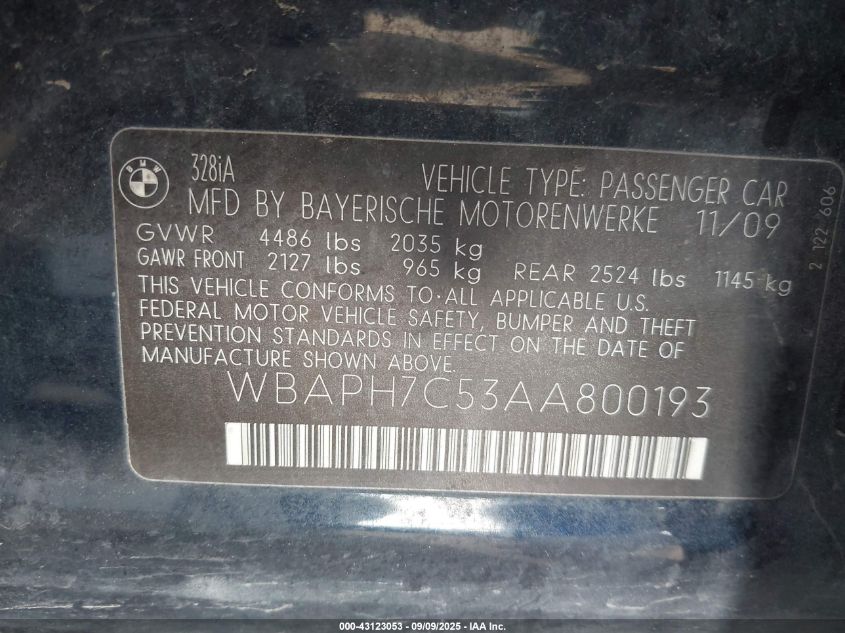 BMW
328iA
VEHICLE TYPE: PASSENGER CAR
MFD BY BAYERISCHE MOTORENWERKE 11/09
GVWR 4486 lbs 2035 kg
GAWR FRONT 2127 lbs 965 kg REAR 2524 lbs 1145 kg
THIS VEHICLE CONFORMS TO ALL APPLICABLE U.S.
FEDERAL MOTOR VEHICLE SAFETY, BUMPER AND THEFT
PREVENTION STANDARDS IN EFFECT ON THE DATE OF
MANUFACTURE SHOWN ABOVE.
WBAPH7C53AA800193
2 122 606
000-43123053 - 09/09/2025 - IAA Inc.